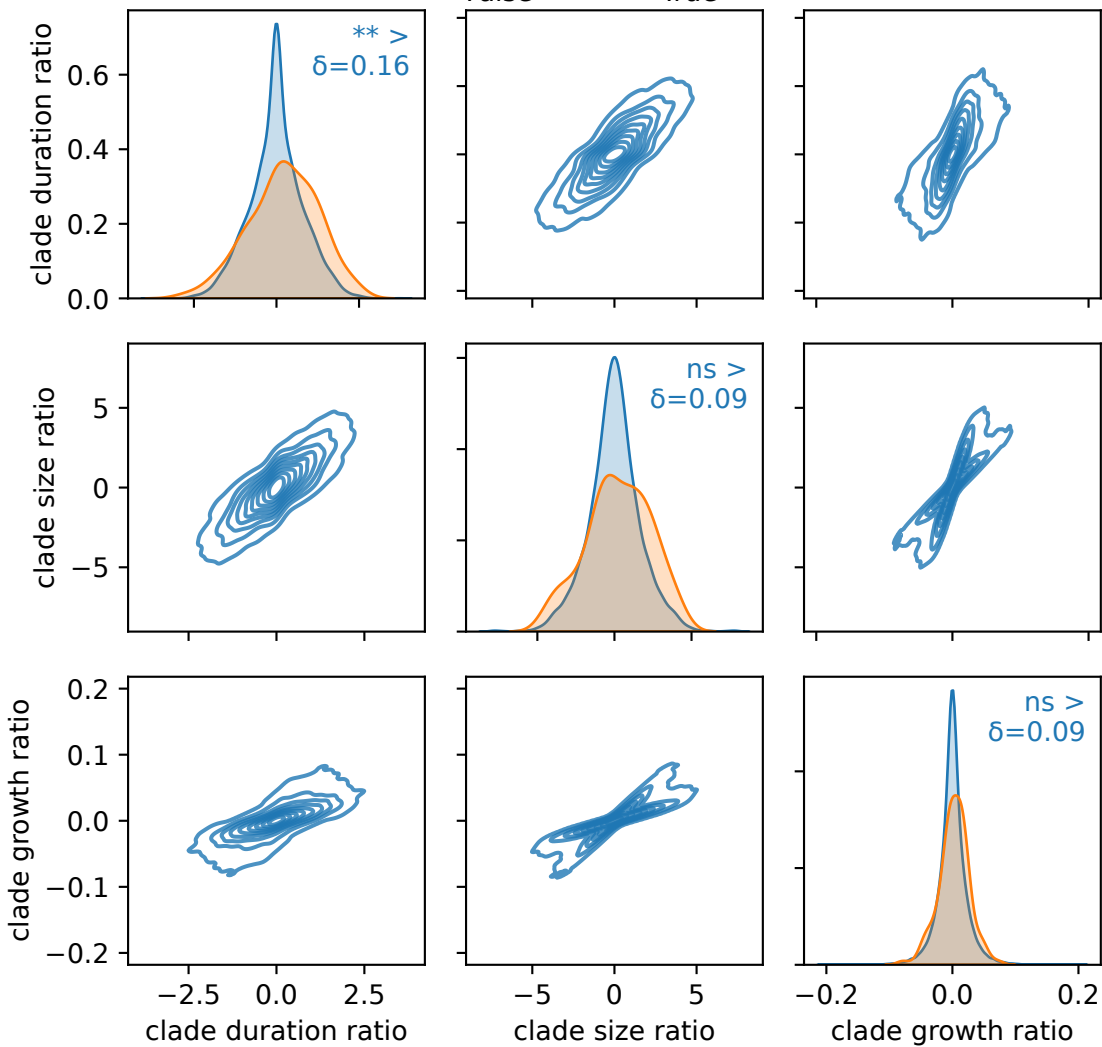 clade duration ratio
0.6
0.4
0.2
0.0
** >
δ=0.16
clade size ratio
5
0
−5
ns >
δ=0.09
clade growth ratio
0.2
0.1
0.0
−0.1
−0.2
ns >
δ=0.09
−2.5 0.0 2.5
−5 0 5
−0.2 0.0 0.2
clade duration ratio
clade size ratio
clade growth ratio